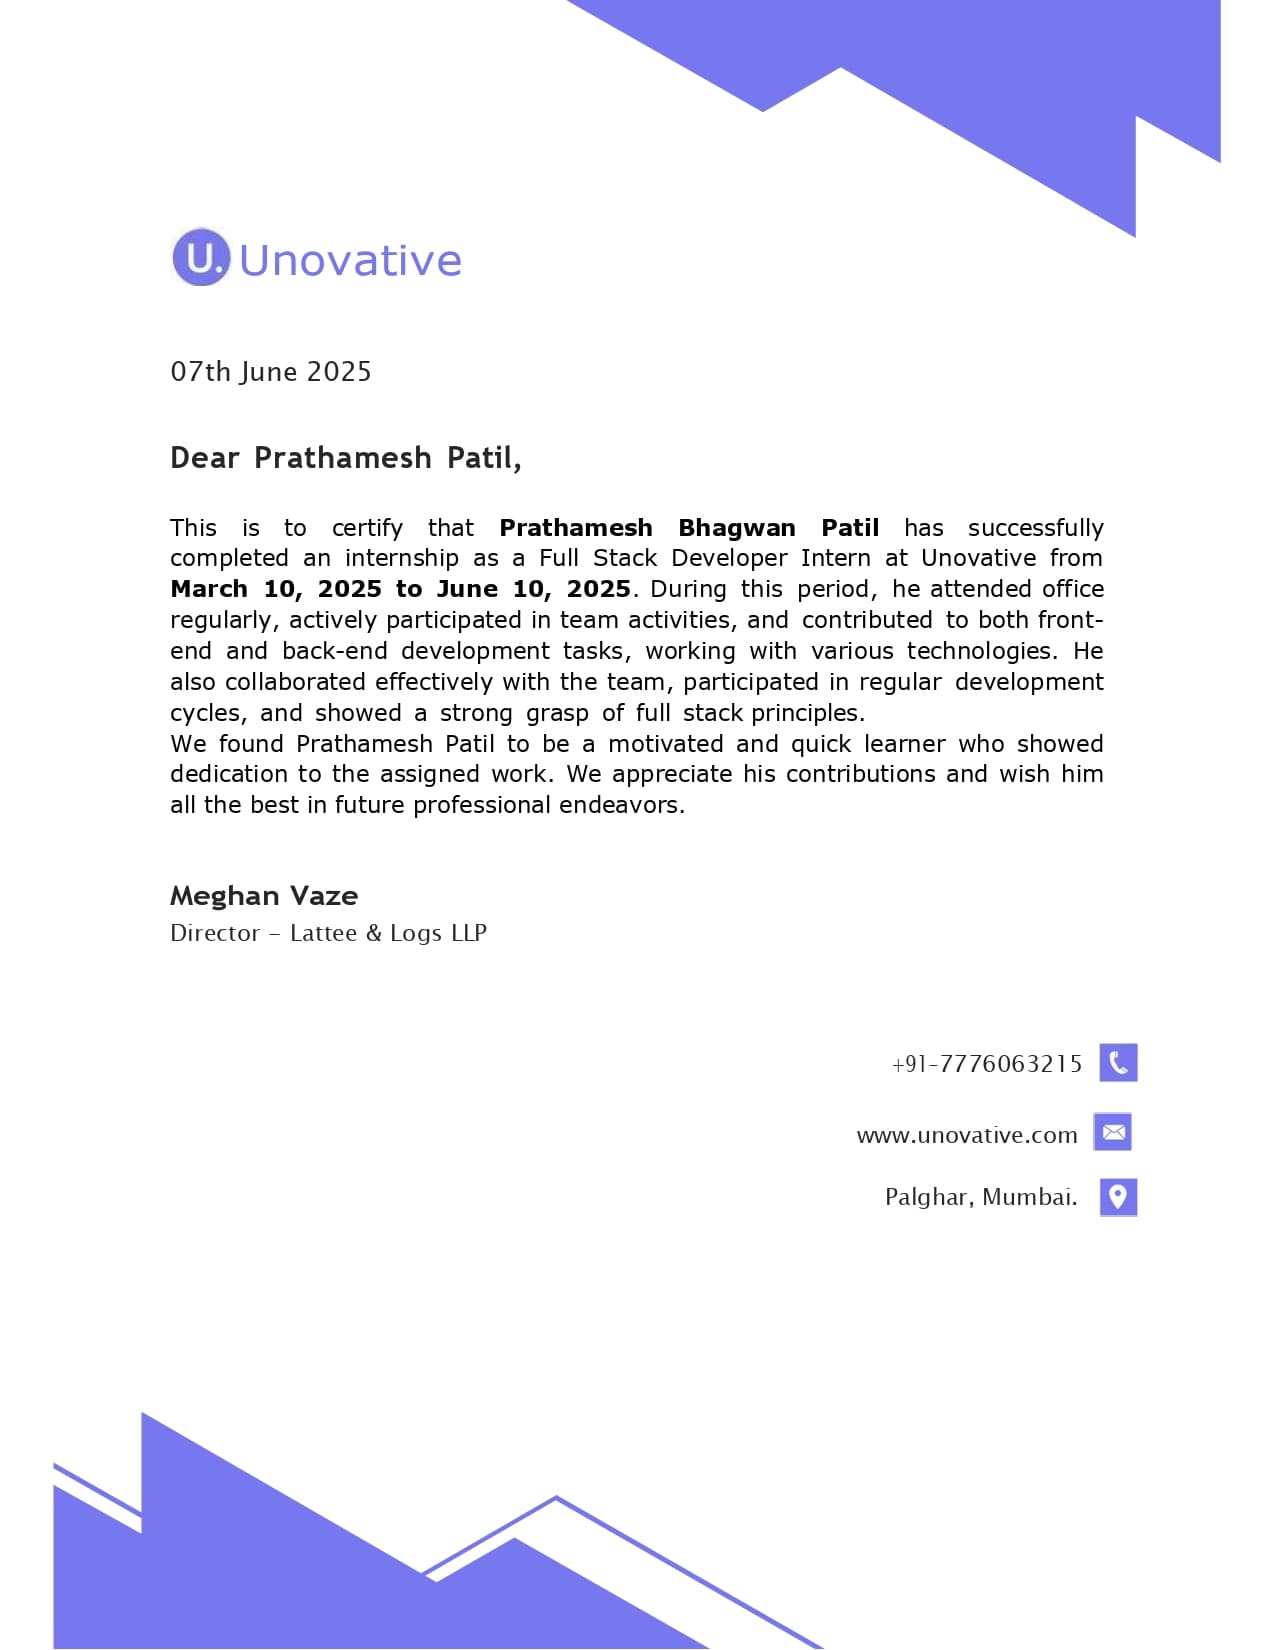 U. Unovative
07th June 2025
Dear Prathamesh Patil,
This is to certify that Prathamesh Bhagwan Patil has successfully
completed an internship as a Full Stack Developer Intern at Unovative from
March 10, 2025 to June 10, 2025. During this period, he attended office
regularly, actively participated in team activities, and contributed to both front-
end and back-end development tasks, working with various technologies. He
also collaborated effectively with the team, participated in regular development
cycles, and showed a strong grasp of full stack principles.
We found Prathamesh Patil to be a motivated and quick learner who showed
dedication to the assigned work. We appreciate his contributions and wish him
all the best in future professional endeavors.
Meghan Vaze
Director – Lattee & Logs LLP
+91-7776063215
www.unovative.com
Palghar, Mumbai.